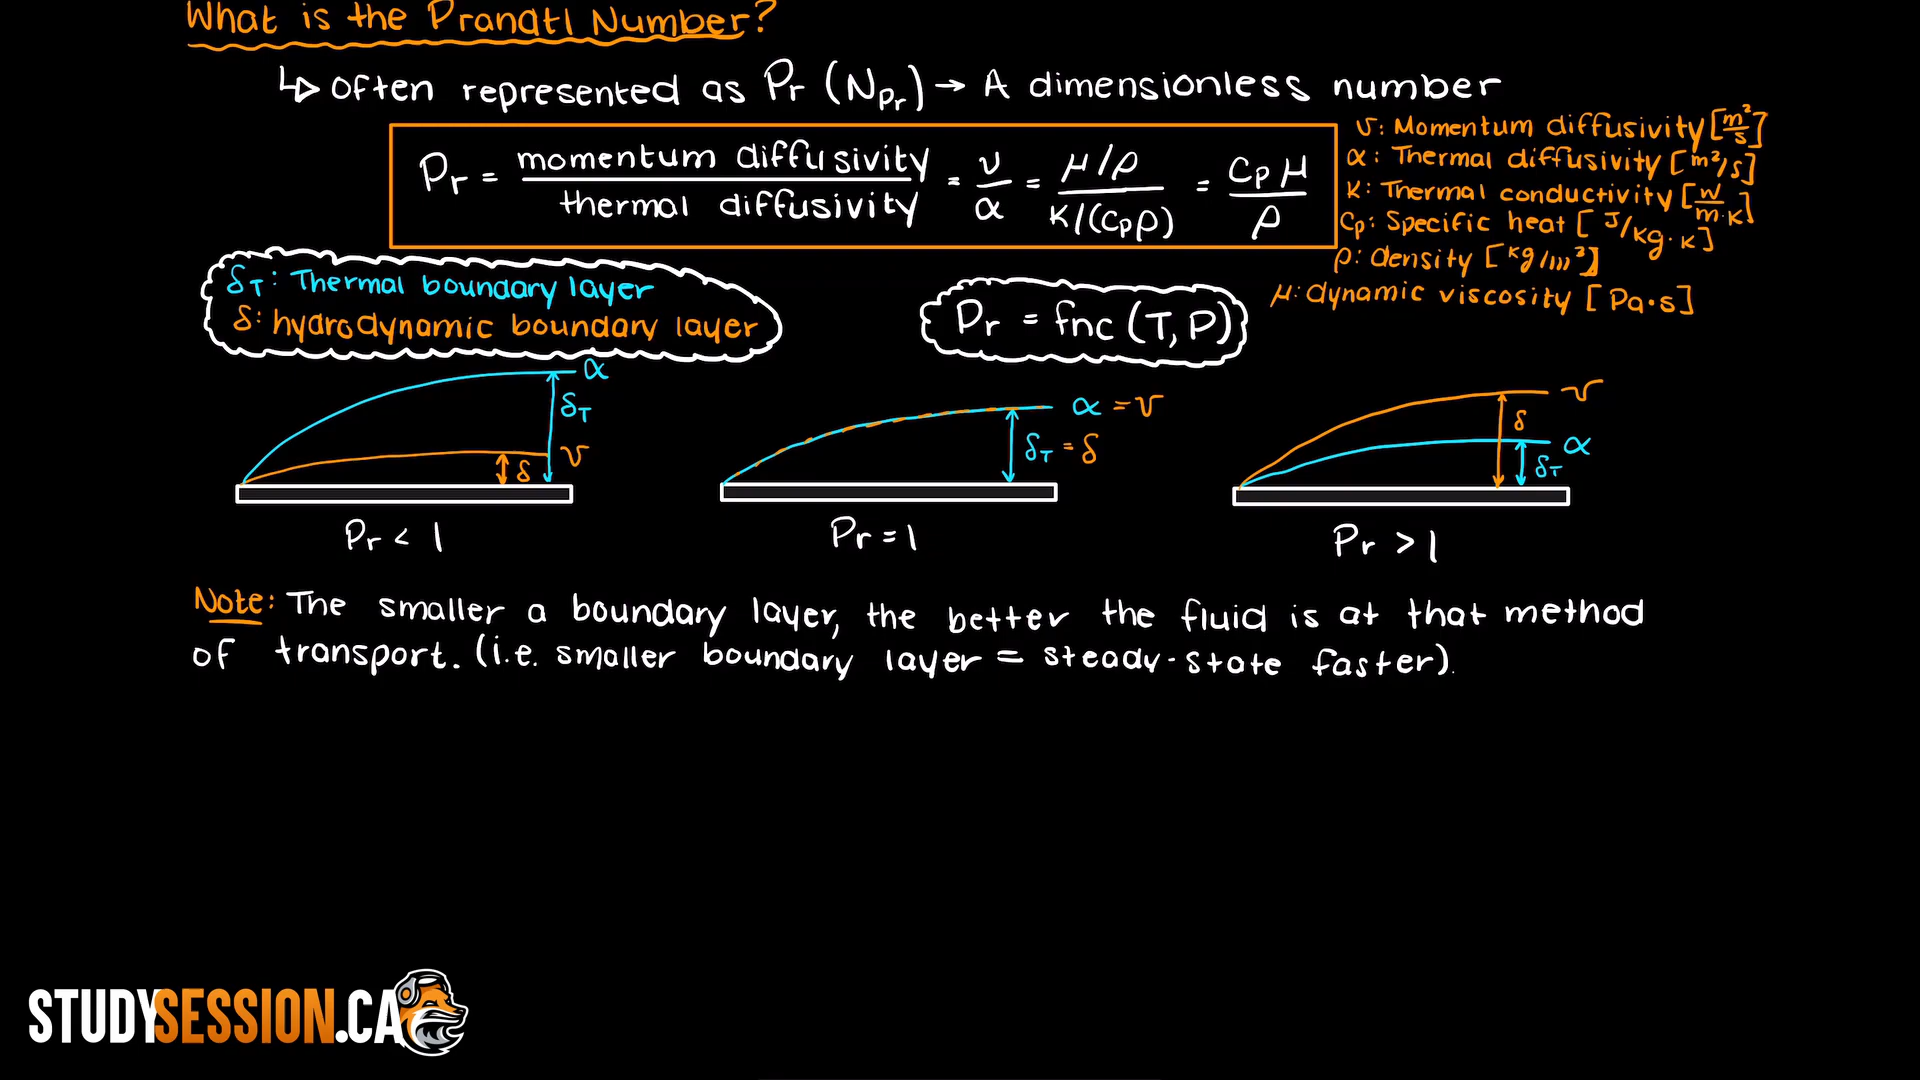 What is the Prandtl Number?
↳ often represented as Pr (N_Pr) → A dimensionless number
Pr = momentum diffusivity / thermal diffusivity = ν / α = μ/ρ / K/(Cpρ) = Cp μ / ρ
ν: Momentum diffusivity [m²/s]
α: Thermal diffusivity [m²/s]
K: Thermal conductivity [W/m·K]
Cp: Specific heat [J/kg·K]
ρ: density [kg/m³]
μ: dynamic viscosity [Pa·s]
δT: Thermal boundary layer
δ: hydrodynamic boundary layer
Pr = fnc (T, P)
α
δT
ν
δ
Pr < 1
α = ν
δT = δ
Pr = 1
ν
δ
α
δT
Pr > 1
Note: The smaller a boundary layer, the better the fluid is at that method
of transport. (i.e. smaller boundary layer = steady-state faster).
STUDYSESSION.CA